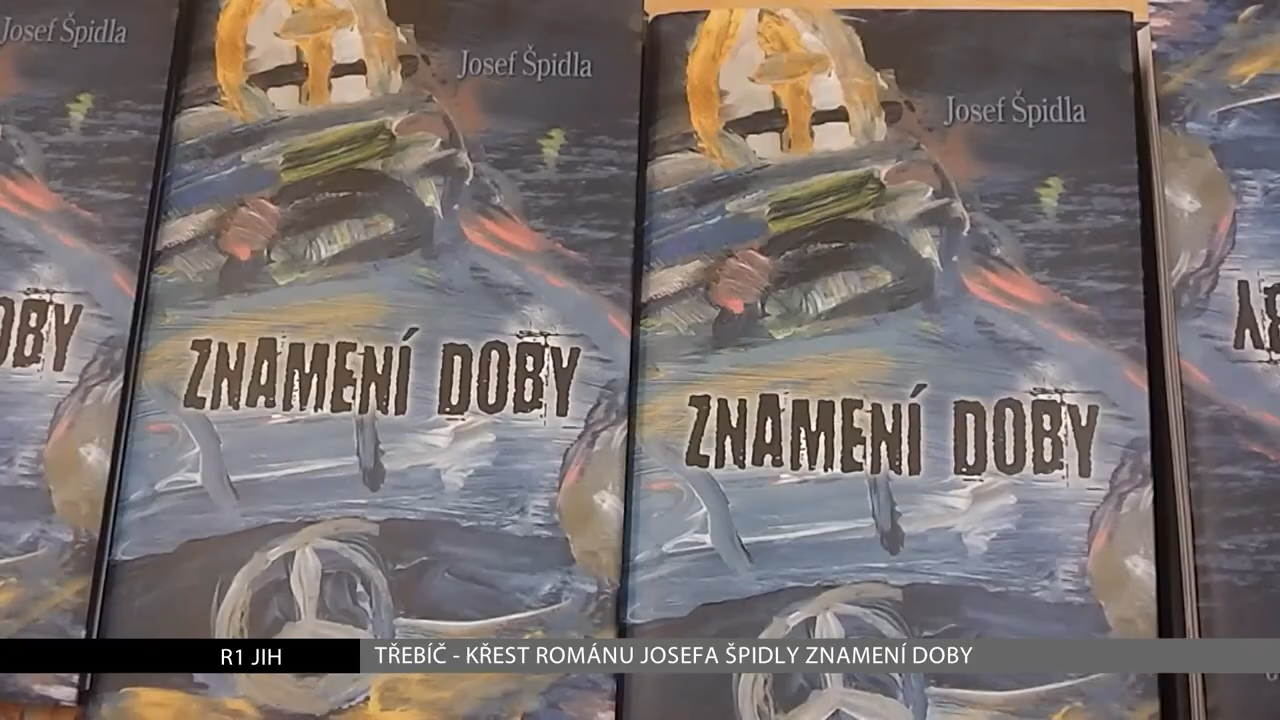 Josef Špidla
Josef Špidla
Josef Špidla
OBY
ZNAMENÍ DOBY
ZNAMENÍ DOBY
R1 JIH
TŘEBÍČ - KŘEST ROMÁNU JOSEFA ŠPIDLY ZNAMENÍ DOBY